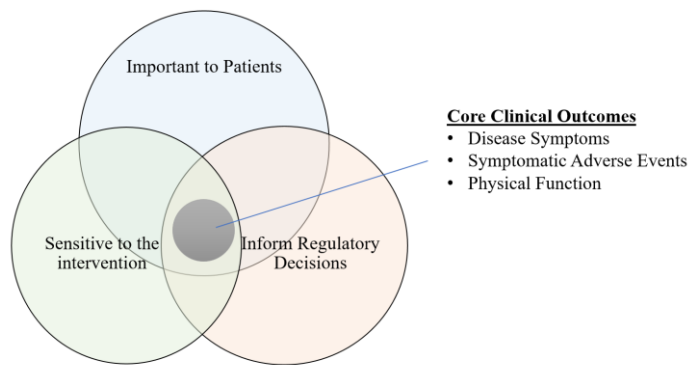 Important to Patients
Core Clinical Outcomes
• Disease Symptoms
• Symptomatic Adverse Events
• Physical Function
Sensitive to the
intervention
Inform Regulatory
Decisions